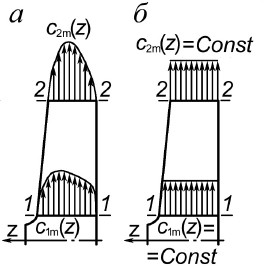 а б
c2m(z) c2m(z)=Const
2 2 2 2
1 1 1 1
z c1m(z) z c1m(z)=
=Const